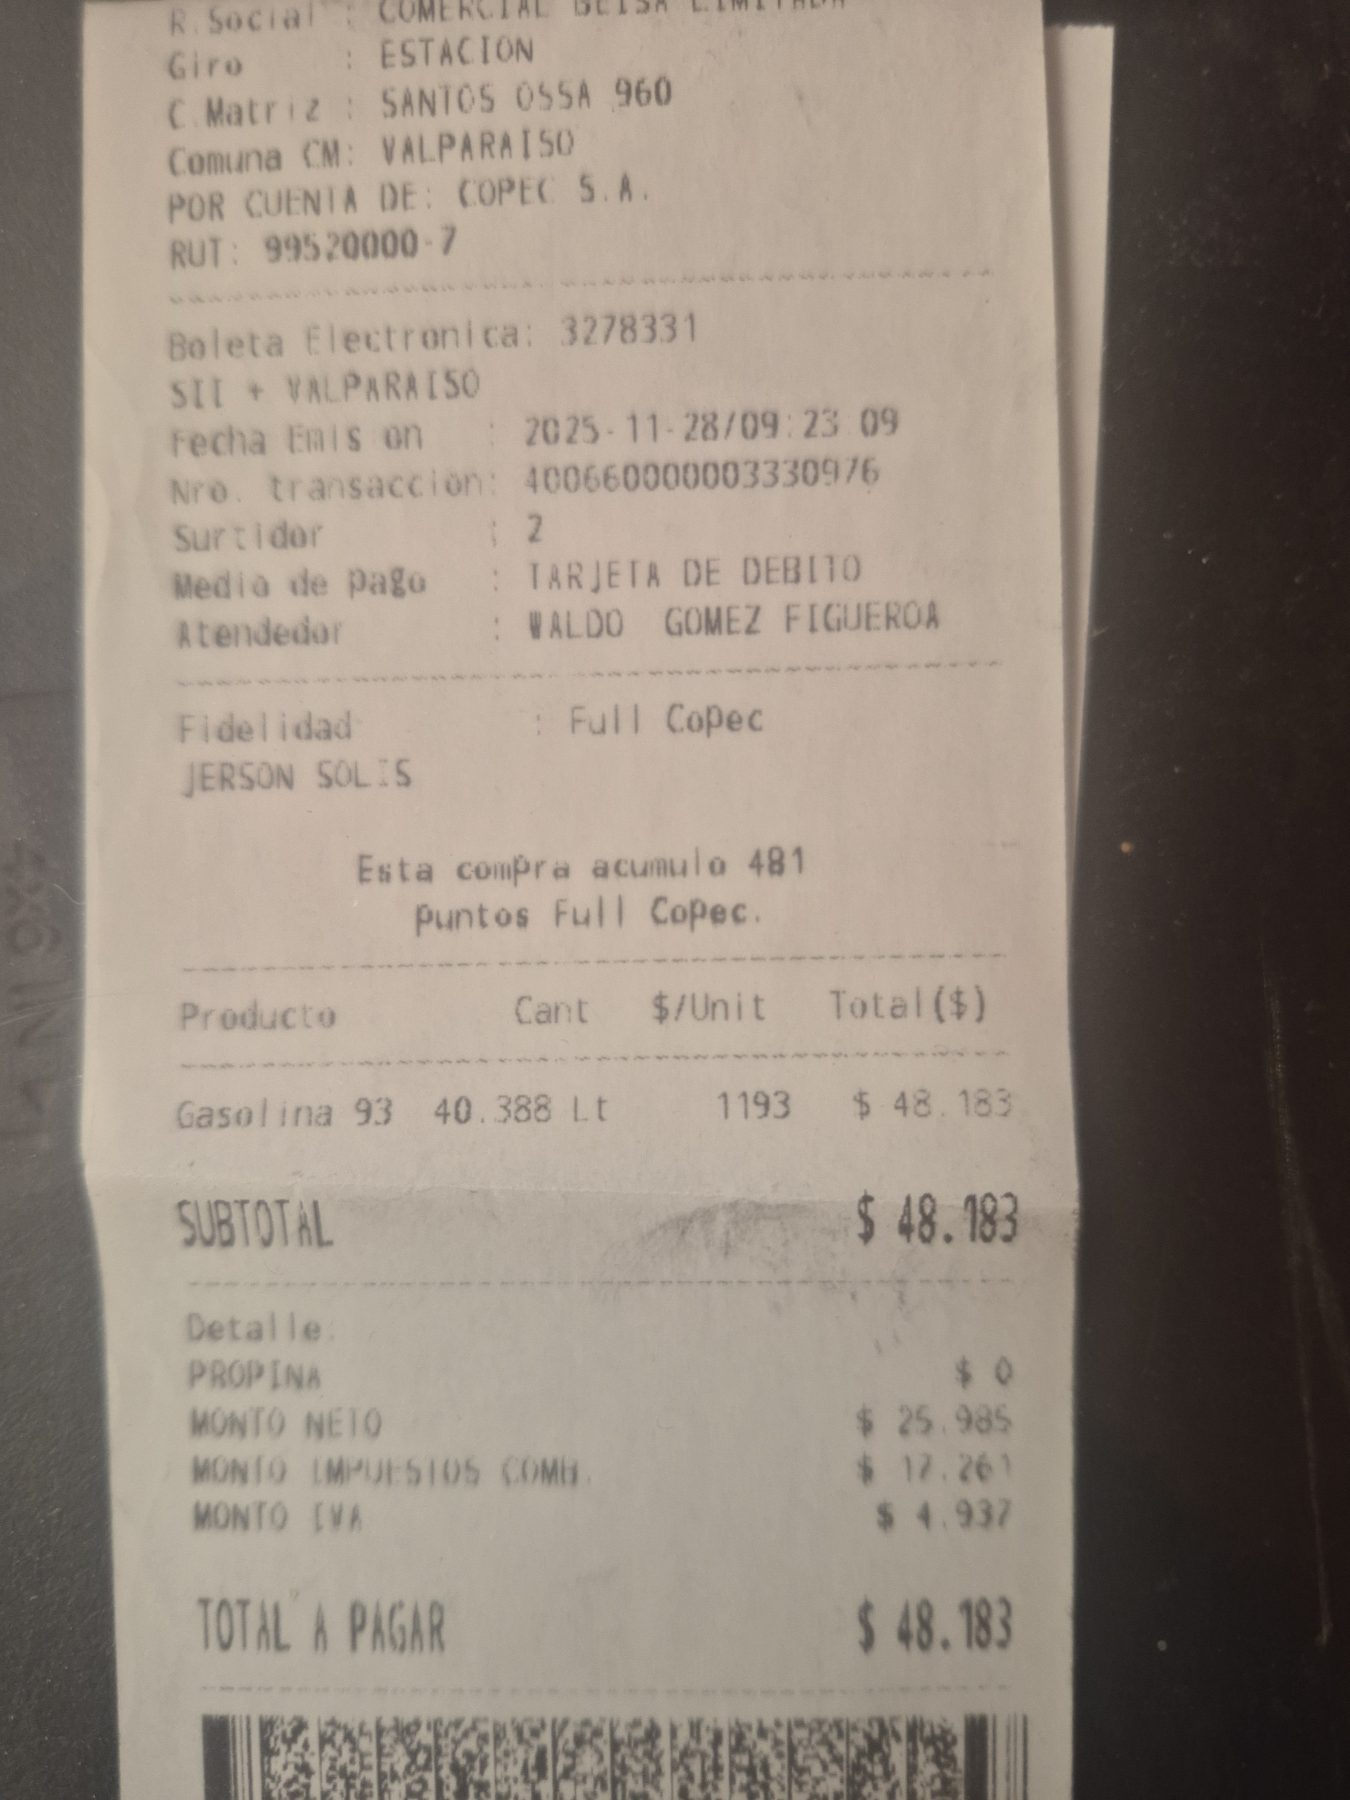 R.Social : COMERCIAL BEISA LIMITADA
Giro : ESTACION
C.Matriz : SANTOS OSSA 960
Comuna CM: VALPARAISO
POR CUENTA DE: COPEC S.A.
RUT: 99520000-7
Boleta Electronica: 3278331
SII + VALPARAISO
Fecha Emision : 2025-11-28/09:23:09
Nro. transaccion: 400660000003330976
Surtidor : 2
Medio de pago : TARJETA DE DEBITO
Atendedor : WALDO GOMEZ FIGUEROA
Fidelidad : Full Copec
JERSON SOLIS
Esta compra acumulo 481
puntos Full Copec.
Producto Cant $/Unit Total($)
Gasolina 93 40.388 Lt 1193 $ 48.183
SUBTOTAL $ 48.183
Detalle:
PROPINA $ 0
MONTO NETO $ 25.985
MONTO IMPUESTOS COMB. $ 17.261
MONTO IVA $ 4.937
TOTAL A PAGAR $ 48.183